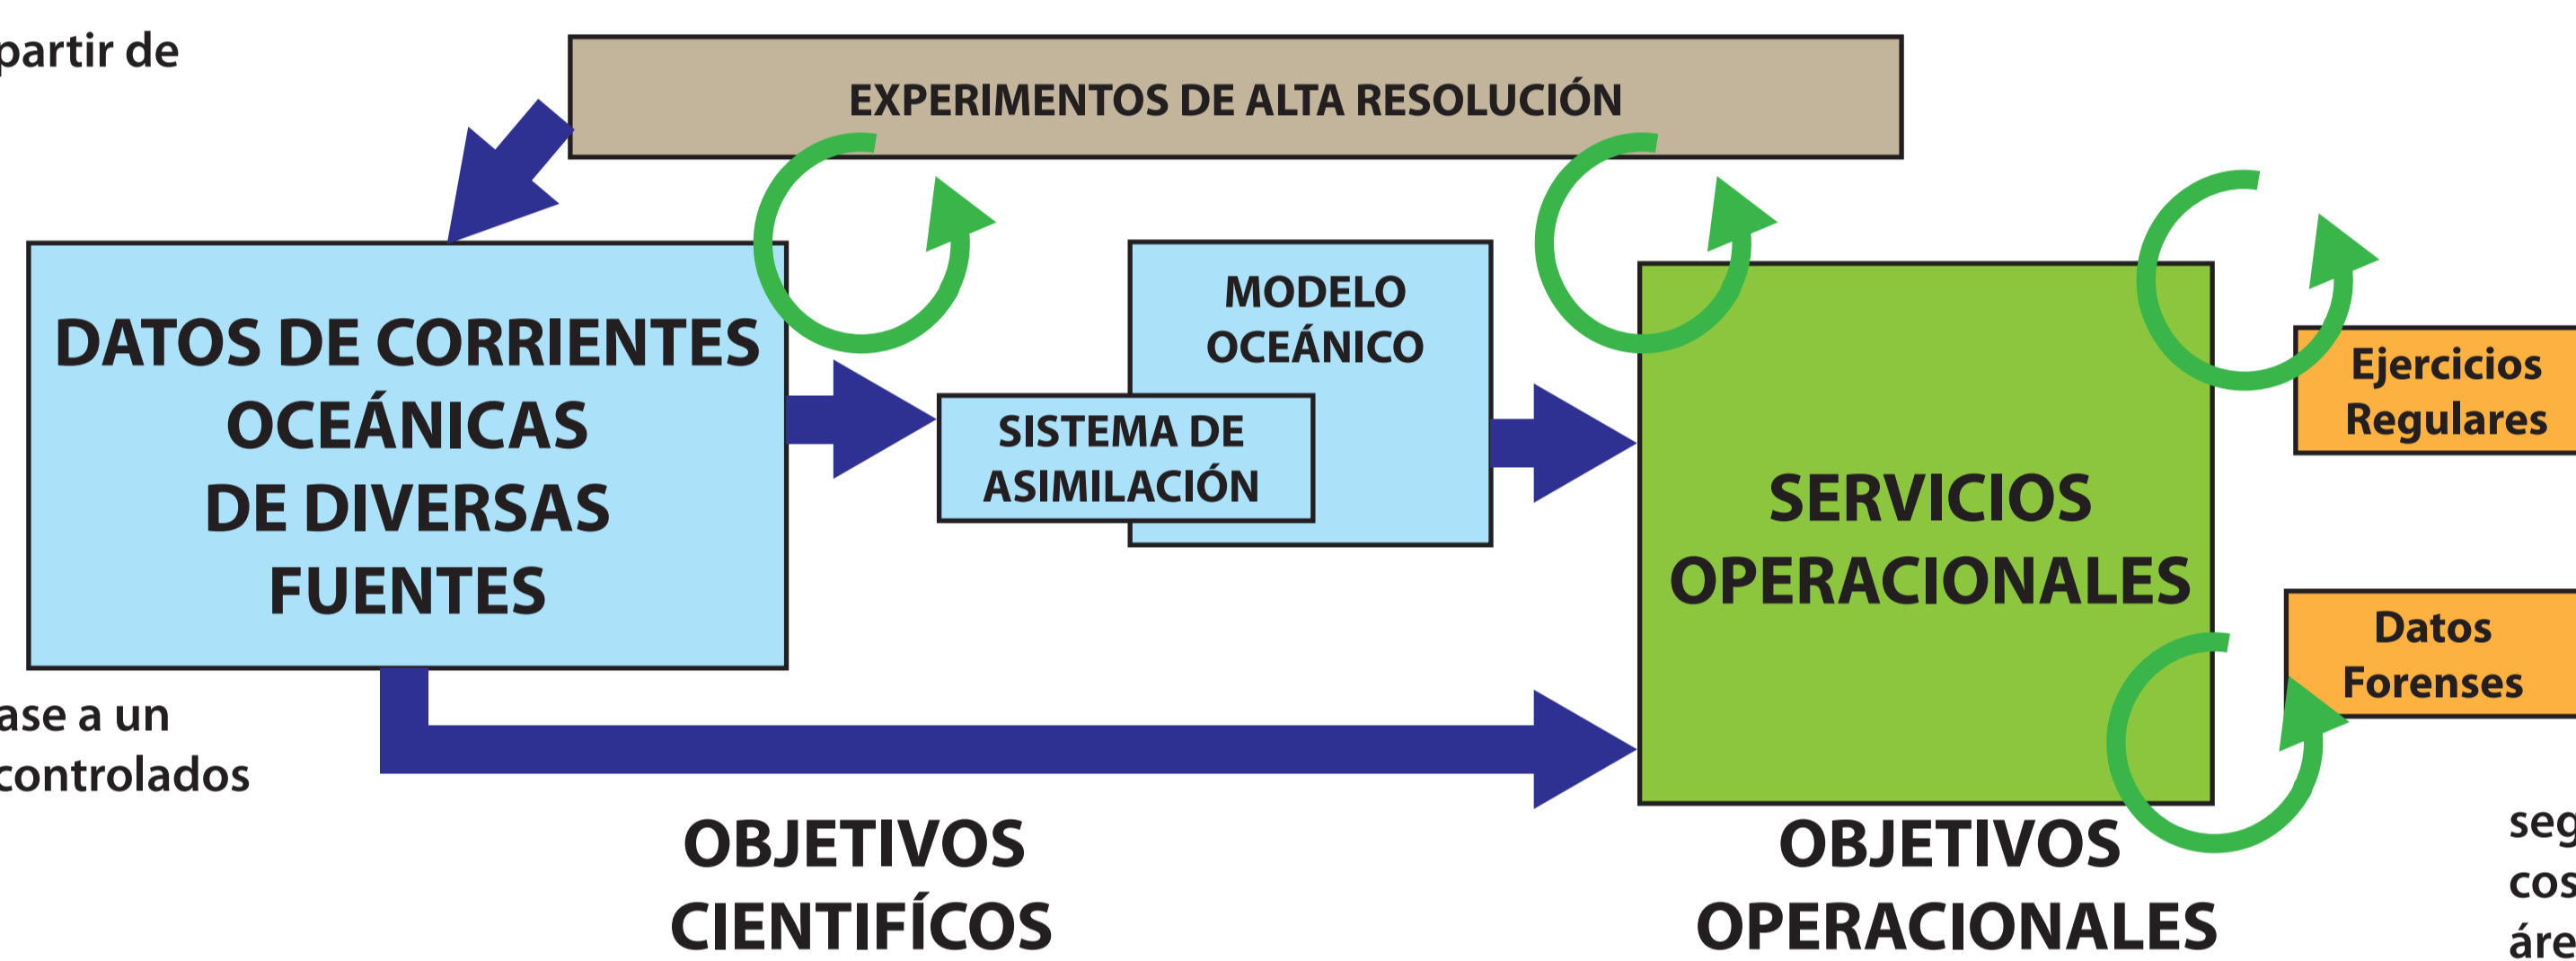 partir de
EXPERIMENTOS DE ALTA RESOLUCIÓN
DATOS DE CORRIENTES
OCEÁNICAS
DE DIVERSAS
FUENTES
MODELO
OCEÁNICO
SISTEMA DE
ASIMILACIÓN
SERVICIOS
OPERACIONALES
Ejercicios
Regulares
Datos
Forenses
a un
controlados
OBJETIVOS
CIENTIFÍCOS
OBJETIVOS
OPERACIONALES